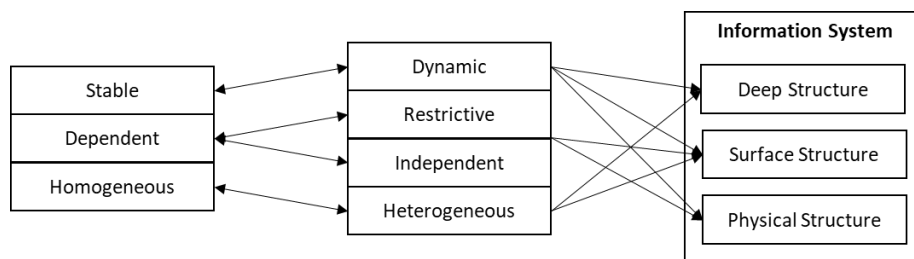 Stable
Dependent
Homogeneous
Dynamic
Restrictive
Independent
Heterogeneous
Information System
Deep Structure
Surface Structure
Physical Structure